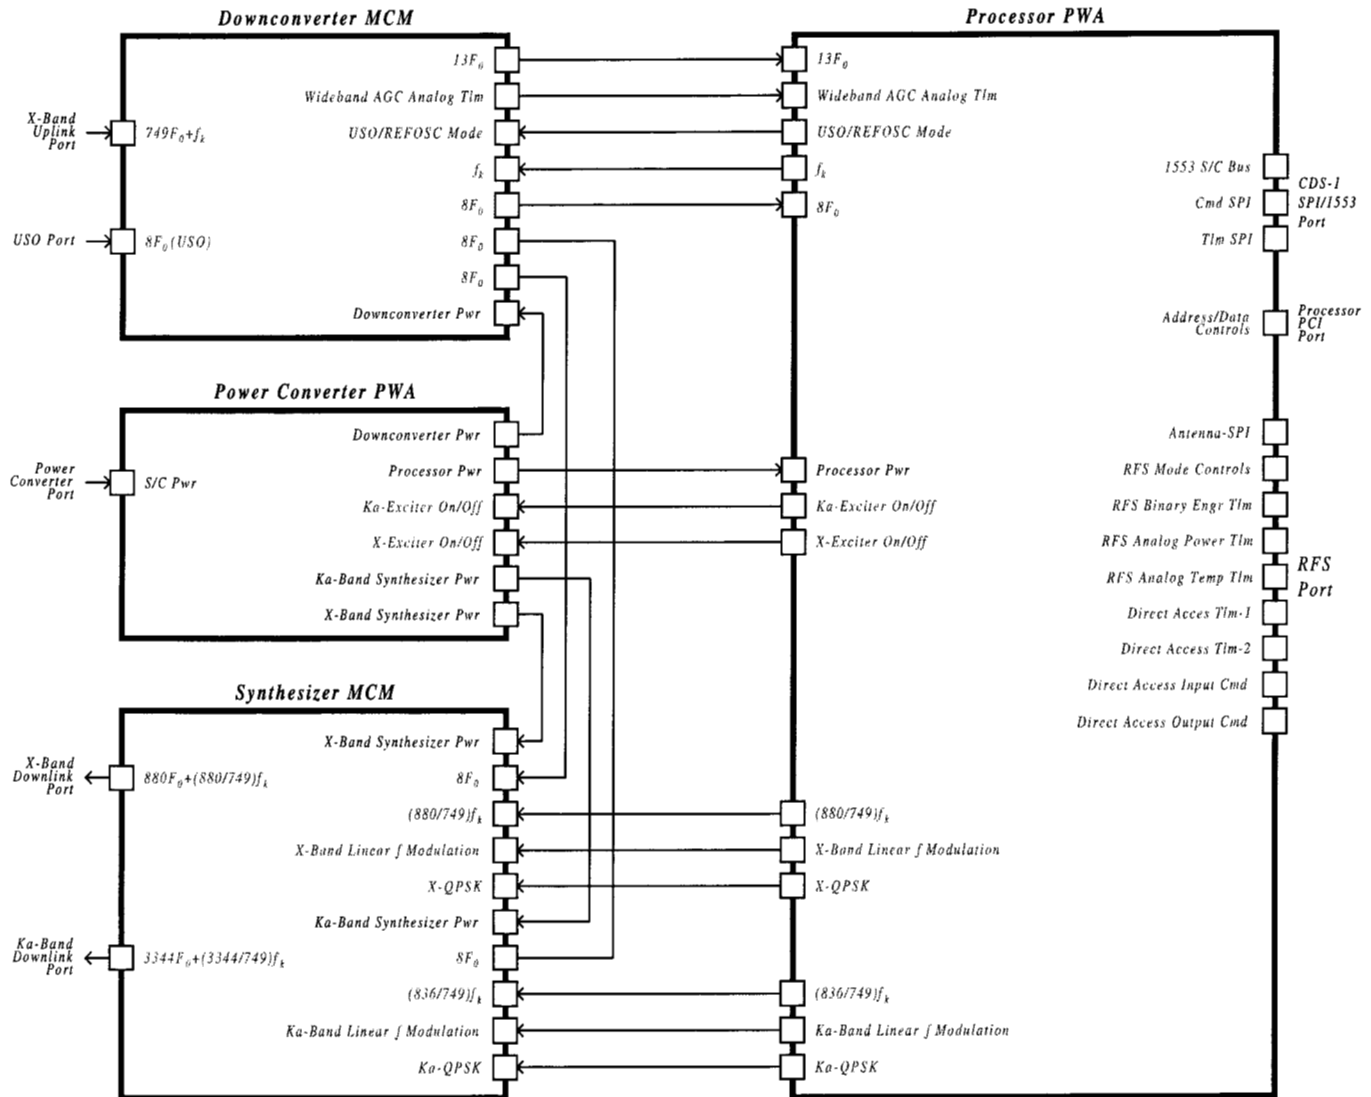 Downconverter MCM
X-Band
Uplink
Port
749F₀+fₖ
USO Port
8F₀(USO)
13F₀
Wideband AGC Analog Tlm
USO/REFOSC Mode
fₖ
8F₀
8F₀
8F₀
Downconverter Pwr
Power Converter PWA
Power
Converter
Port
S/C Pwr
Downconverter Pwr
Processor Pwr
Ka-Exciter On/Off
X-Exciter On/Off
Ka-Band Synthesizer Pwr
X-Band Synthesizer Pwr
Synthesizer MCM
X-Band
Downlink
Port
880F₀+(880/749)fₖ
Ka-Band
Downlink
Port
3344F₀+(3344/749)fₖ
X-Band Synthesizer Pwr
8F₀
(880/749)fₖ
X-Band Linear ∫ Modulation
X-QPSK
Ka-Band Synthesizer Pwr
8F₀
(836/749)fₖ
Ka-Band Linear ∫ Modulation
Ka-QPSK
Processor PWA
13F₀
Wideband AGC Analog Tlm
USO/REFOSC Mode
fₖ
8F₀
Processor Pwr
Ka-Exciter On/Off
X-Exciter On/Off
(880/749)fₖ
X-Band Linear ∫ Modulation
X-QPSK
(836/749)fₖ
Ka-Band Linear ∫ Modulation
Ka-QPSK
1553 S/C Bus
Cmd SPI
Tlm SPI
CDS-1
SPI/1553
Port
Address/Data
Controls
Processor
PCI
Port
Antenna-SPI
RFS Mode Controls
RFS Binary Engr Tlm
RFS Analog Power Tlm
RFS Analog Temp Tlm
Direct Acces Tlm-1
Direct Access Tlm-2
Direct Access Input Cmd
Direct Access Output Cmd
RFS
Port